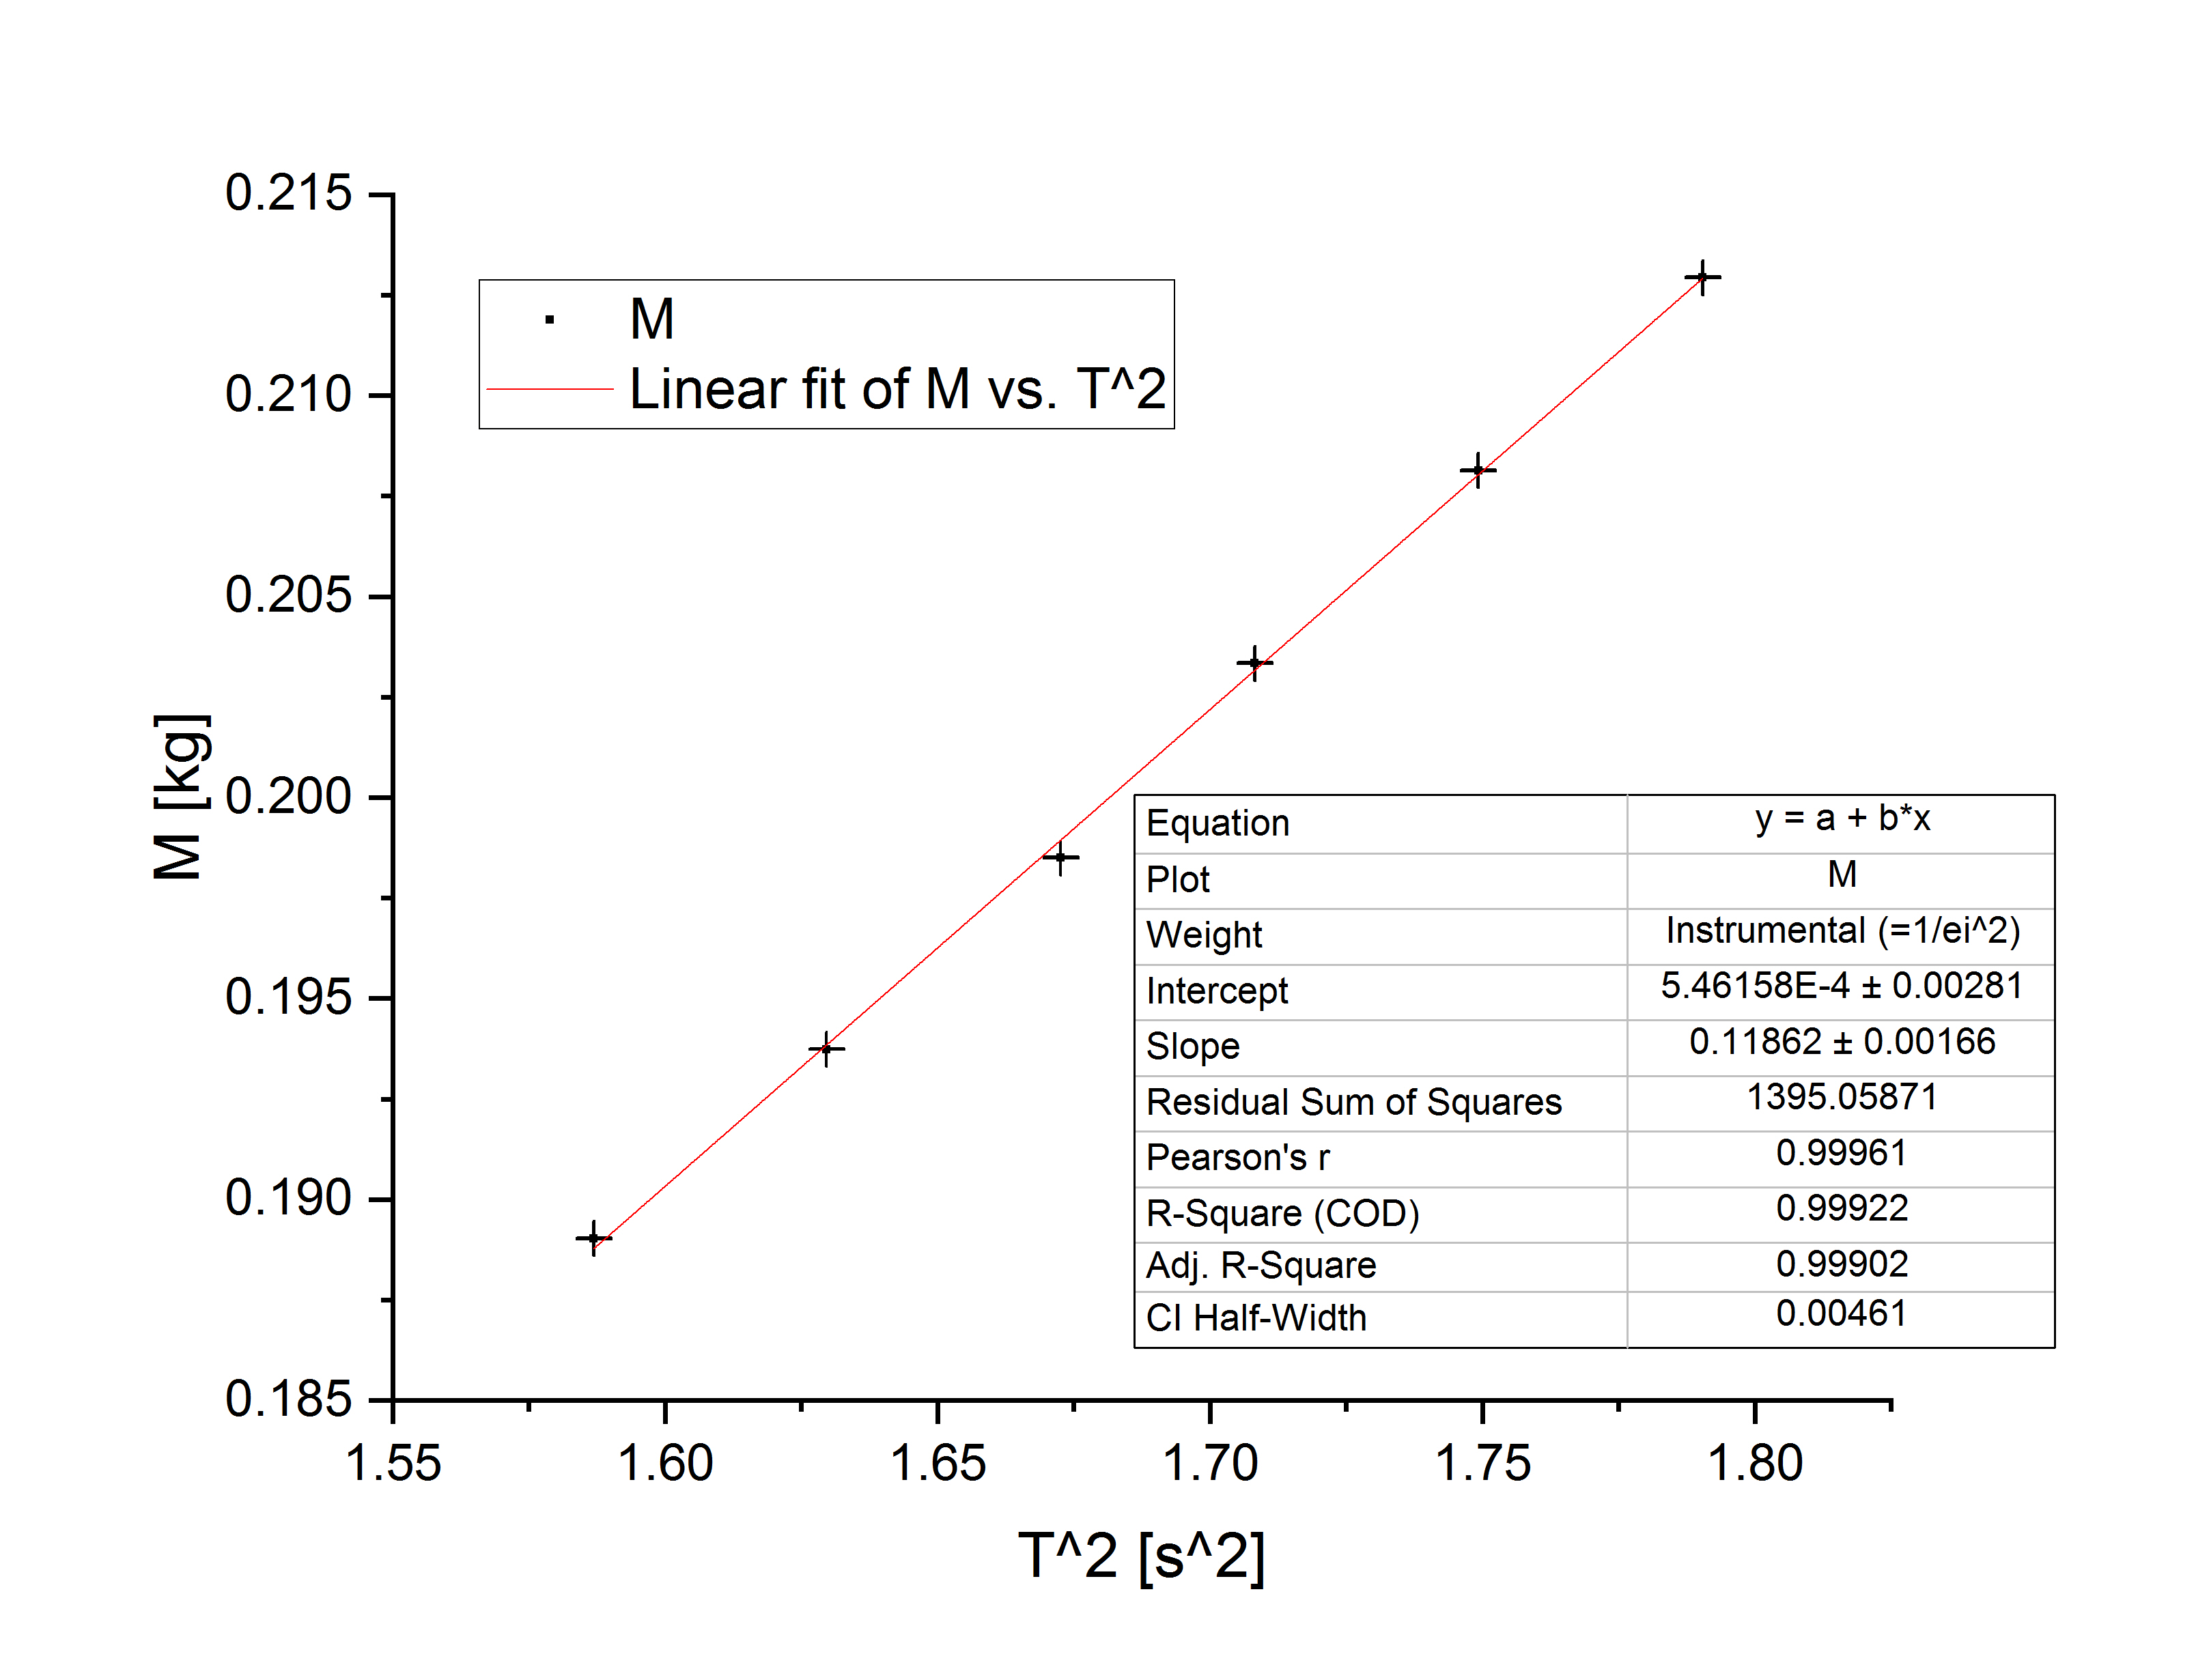 0.215
0.210
0.205
0.200
0.195
0.190
0.185
M [kg]
M
Linear fit of M vs. T^2
Equation y = a + b*x
Plot M
Weight Instrumental (=1/ei^2)
Intercept 5.46158E-4 ± 0.00281
Slope 0.11862 ± 0.00166
Residual Sum of Squares 1395.05871
Pearson's r 0.99961
R-Square (COD) 0.99922
Adj. R-Square 0.99902
CI Half-Width 0.00461
1.55 1.60 1.65 1.70 1.75 1.80
T^2 [s^2]